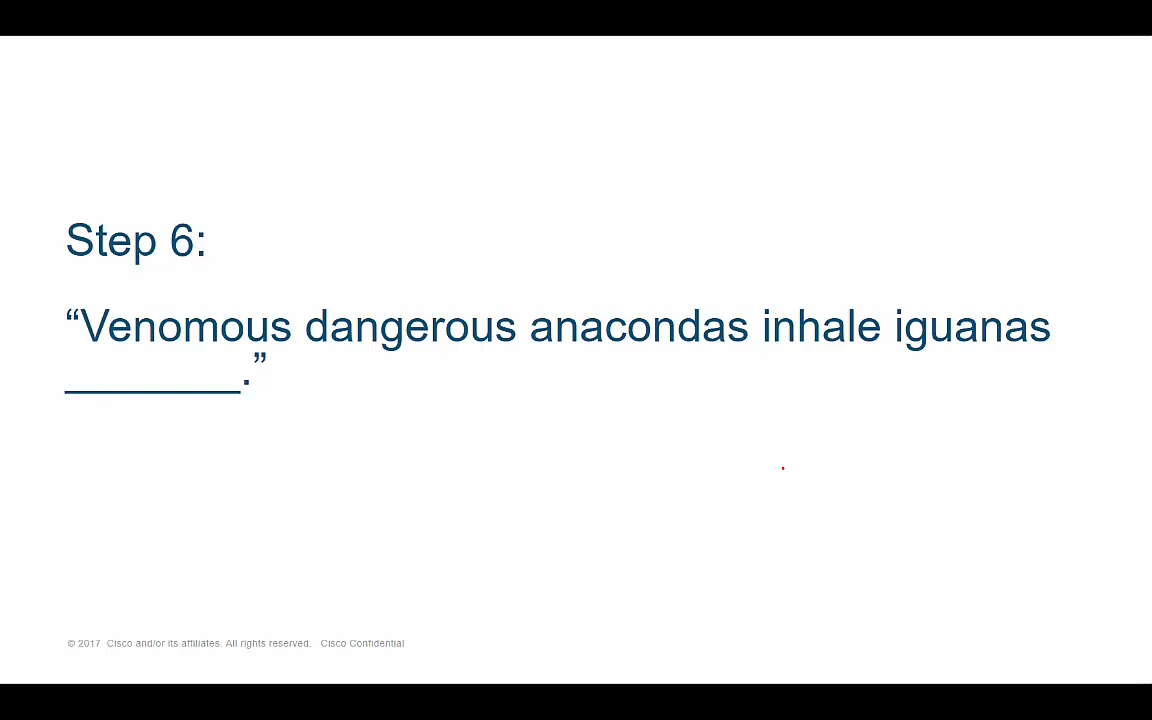 Step 6:
“Venomous dangerous anacondas inhale iguanas
________.”
© 2017 Cisco and/or its affiliates. All rights reserved. Cisco Confidential